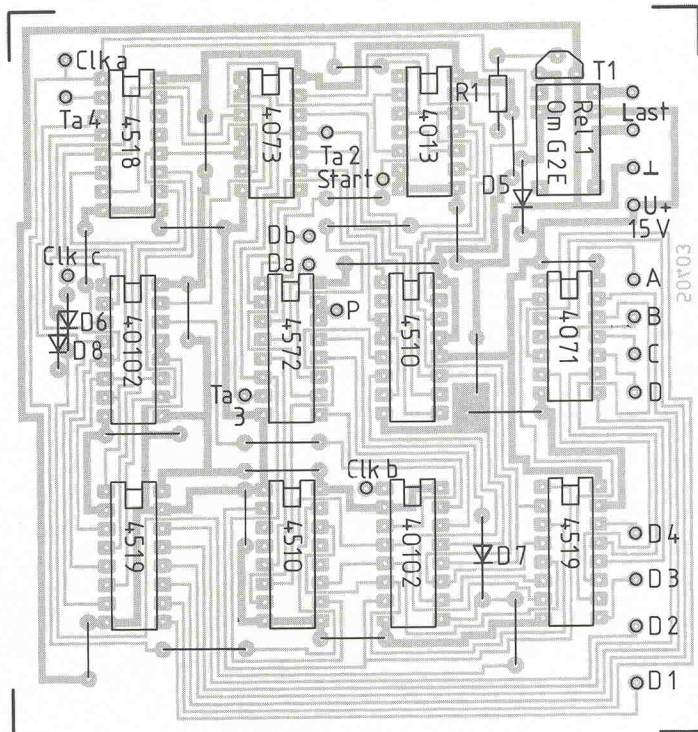 Clk a
T1
R1
Last
Ta 4
4518
4073
4013
Rel 1
Om G2E
Ta 2
Start
D5
⊥
U+
15 V
Db
Da
Clk c
50403
A
P
D6
D8
40102
4572
4510
4071
B
C
D
Ta
3
Clk b
4519
4510
40102
4519
D7
D4
D3
D2
D1